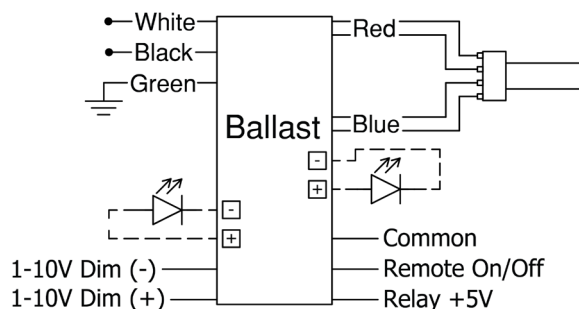 White
Red
Black
Green
Ballast
Blue
-
+
-
+
Common
1-10V Dim (-)
Remote On/Off
1-10V Dim (+)
Relay +5V